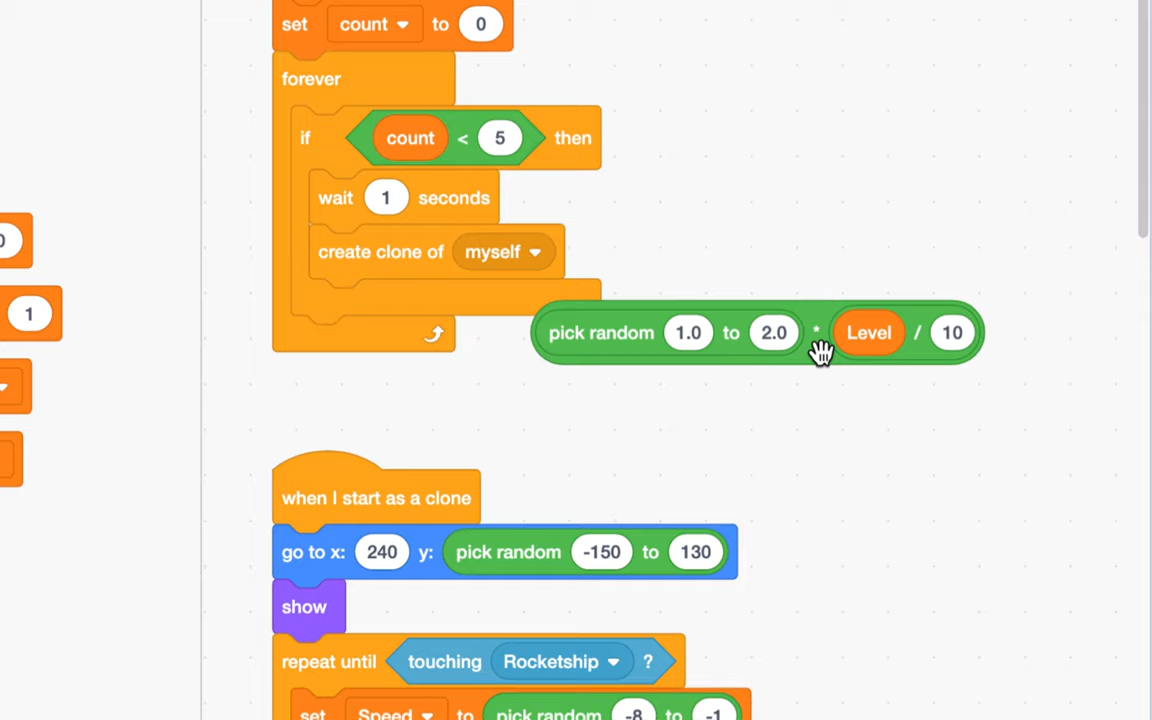 set count to 0
forever
if count < 5 then
wait 1 seconds
create clone of myself
1
pick random 1.0 to 2.0 * Level / 10
when I start as a clone
go to x: 240 y: pick random -150 to 130
show
repeat until touching Rocketship ?
set Speed to pick random -8 to -1